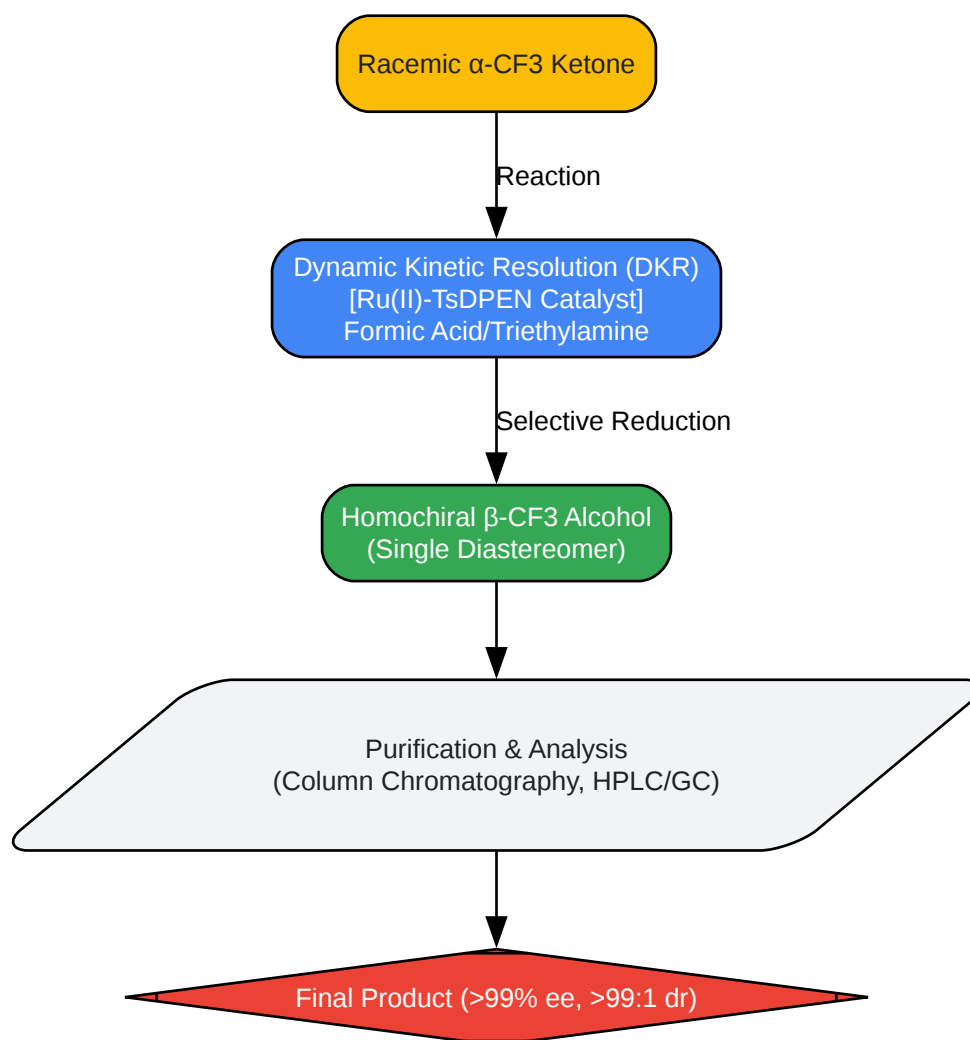 Racemic α-CF3 Ketone
Reaction
Dynamic Kinetic Resolution (DKR)
[Ru(II)-TsDPEN Catalyst]
Formic Acid/Triethylamine
Selective Reduction
Homochiral β-CF3 Alcohol
(Single Diastereomer)
Purification & Analysis
(Column Chromatography, HPLC/GC)
Final Product (>99% ee, >99:1 dr)